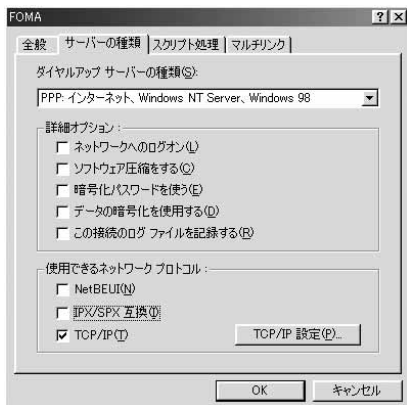 FOMA
全般 サーバーの種類 スクリプト処理 マルチリンク
ダイヤルアップ サーバーの種類(S):
PPP: インターネット、Windows NT Server、Windows 98
詳細オプション:
ネットワークへのログオン(L)
ソフトウェア圧縮をする(C)
暗号化パスワードを使う(E)
データの暗号化を使用する(D)
この接続のログ ファイルを記録する(R)
使用できるネットワーク プロトコル:
NetBEUI(N)
IPX/SPX 互換(I)
TCP/IP(T) TCP/IP 設定(P)...
OK キャンセル